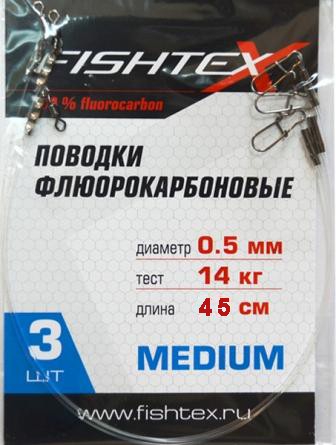 FISHTEX
% fluorocarbon
ПОВОДКИ
ФЛЮОРОКАРБОНОВЫЕ
диаметр 0.5 мм
тест 14 кг
длина 45 см
3
шт
MEDIUM
www.fishtex.ru